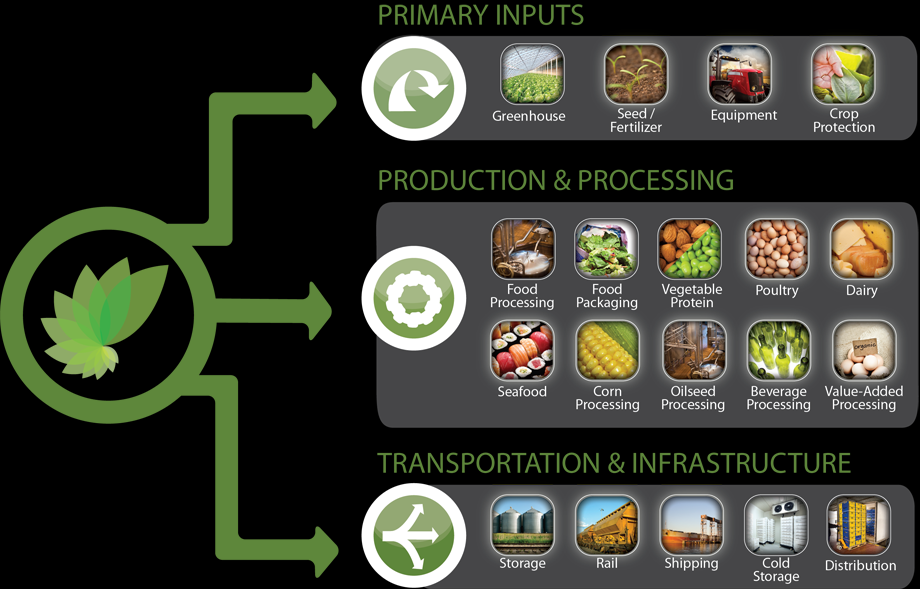 PRIMARY INPUTS
Greenhouse
Seed /
Fertilizer
Equipment
Crop
Protection
PRODUCTION & PROCESSING
Food
Processing
Food
Packaging
Vegetable
Protein
Poultry
Dairy
Seafood
Corn
Processing
Oilseed
Processing
Beverage
Processing
organic
Value-Added
Processing
TRANSPORTATION & INFRASTRUCTURE
Storage
Rail
Shipping
Cold
Storage
Distribution